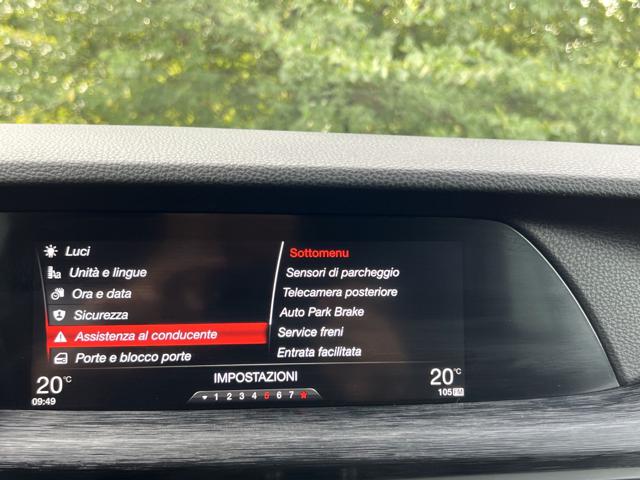 Luci
Unità e lingue
Ora e data
Sicurezza
Assistenza al conducente
Porte e blocco porte
Sottomenu
Sensori di parcheggio
Telecamera posteriore
Auto Park Brake
Service freni
Entrata facilitata
20°C
09:49
IMPOSTAZIONI
1 2 3 4 5 6 7
20°C
105 FM